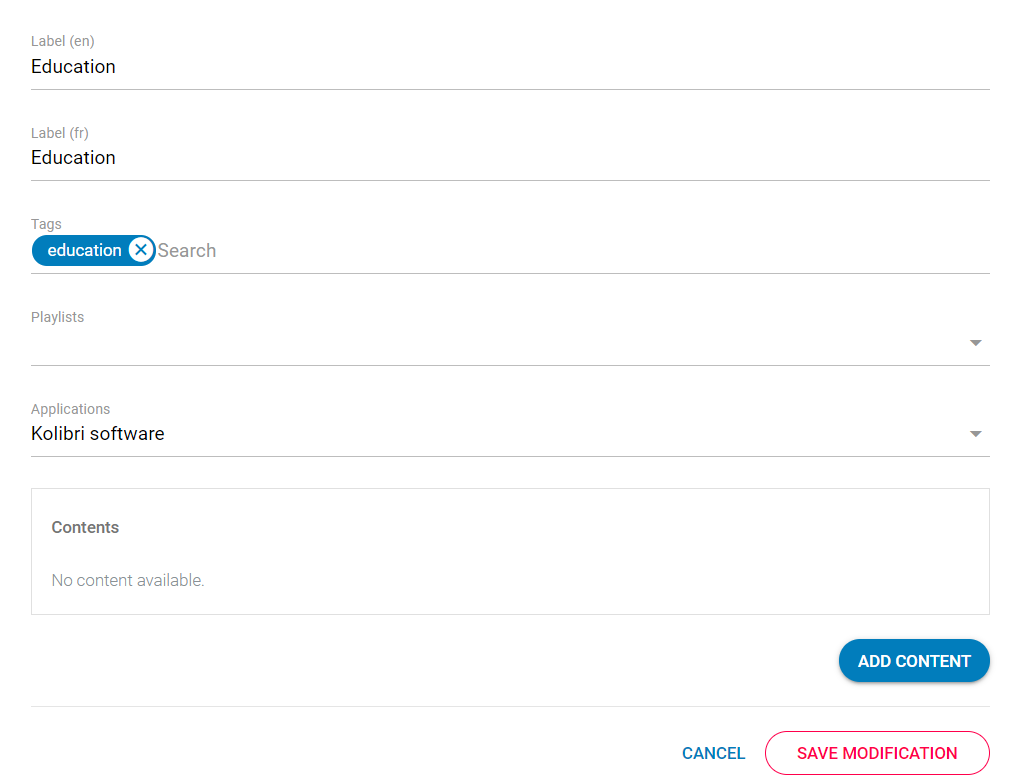 Label (en)
Education
Label (fr)
Education
Tags
education Search
Playlists
Applications
Kolibri software
Contents
No content available.
ADD CONTENT
CANCEL SAVE MODIFICATION